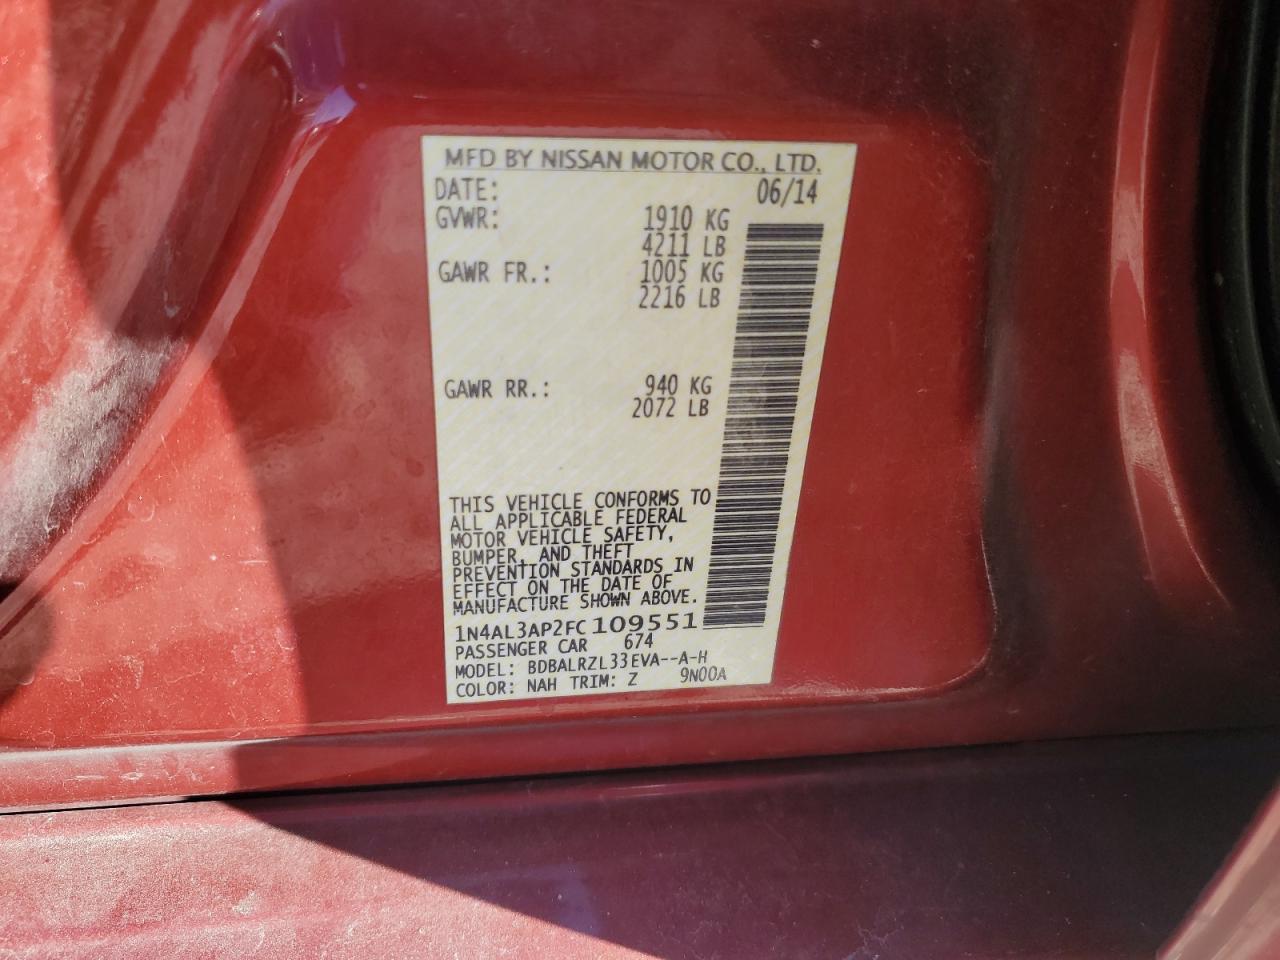 MFD BY NISSAN MOTOR CO., LTD.
DATE: 06/14
GVWR: 1910 KG
4211 LB
GAWR FR.: 1005 KG
2216 LB
GAWR RR.: 940 KG
2072 LB
THIS VEHICLE CONFORMS TO
ALL APPLICABLE FEDERAL
MOTOR VEHICLE SAFETY,
BUMPER, AND THEFT
PREVENTION STANDARDS IN
EFFECT ON THE DATE OF
MANUFACTURE SHOWN ABOVE.
1N4AL3AP2FC109551
PASSENGER CAR 674
MODEL: BDBALRZL33EVA--A-H
COLOR: NAH TRIM: Z 9N00A